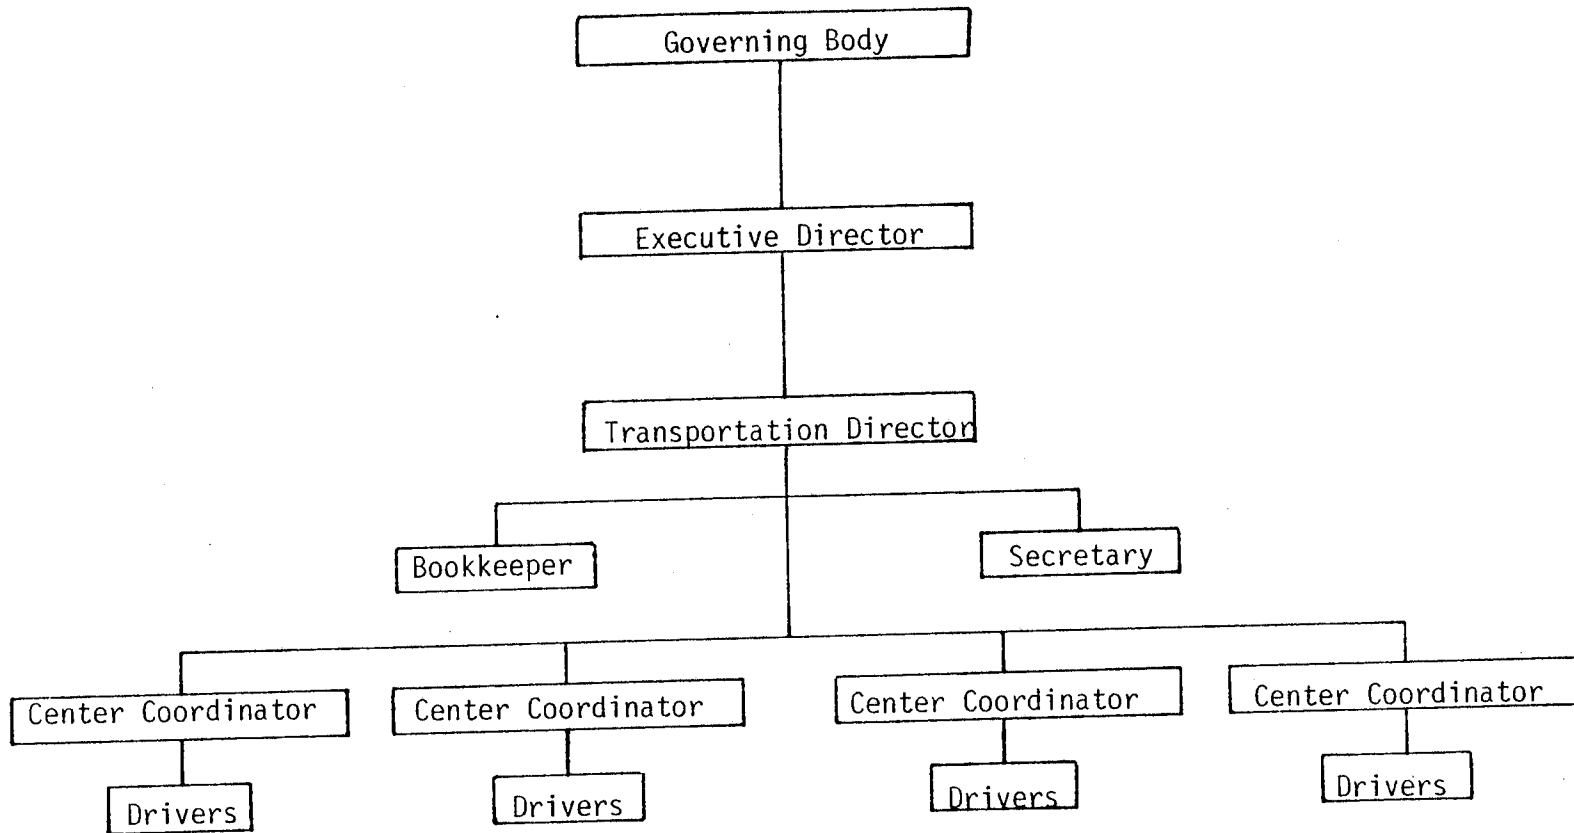 Governing Body
Executive Director
Transportation Director
Bookkeeper
Secretary
Center Coordinator
Center Coordinator
Center Coordinator
Center Coordinator
Drivers
Drivers
Drivers
Drivers